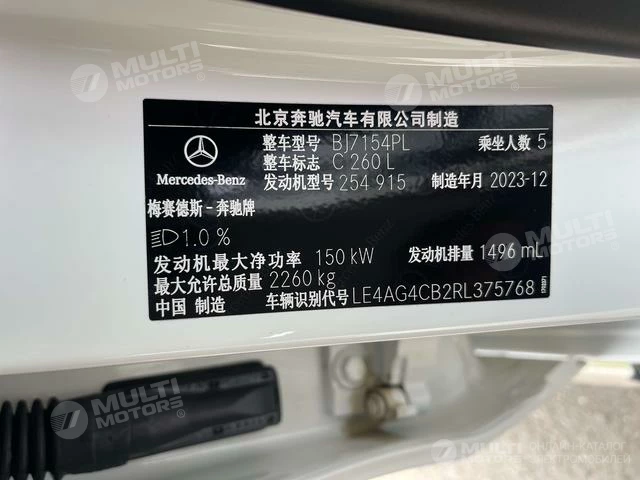 MULTI MOTORS®
MULTI MOTORS®
MULTI MOTORS®
北京奔驰汽车有限公司制造
整车型号 BJ7154PL 乘坐人数 5
整车标志 C 260 L
发动机型号 254 915 制造年月 2023-12
Mercedes-Benz
梅赛德斯-奔驰牌
1.0 %
发动机最大净功率 150 kW 发动机排量 1496 mL
最大允许总质量 2260 kg
中国 制造 车辆识别代号 LE4AG4CB2RL375768
MULTI MOTORS®
MULTI MOTORS®
ОНЛАЙН-КАТАЛОГ
ЭЛЕКТРОМОБИЛЕЙ